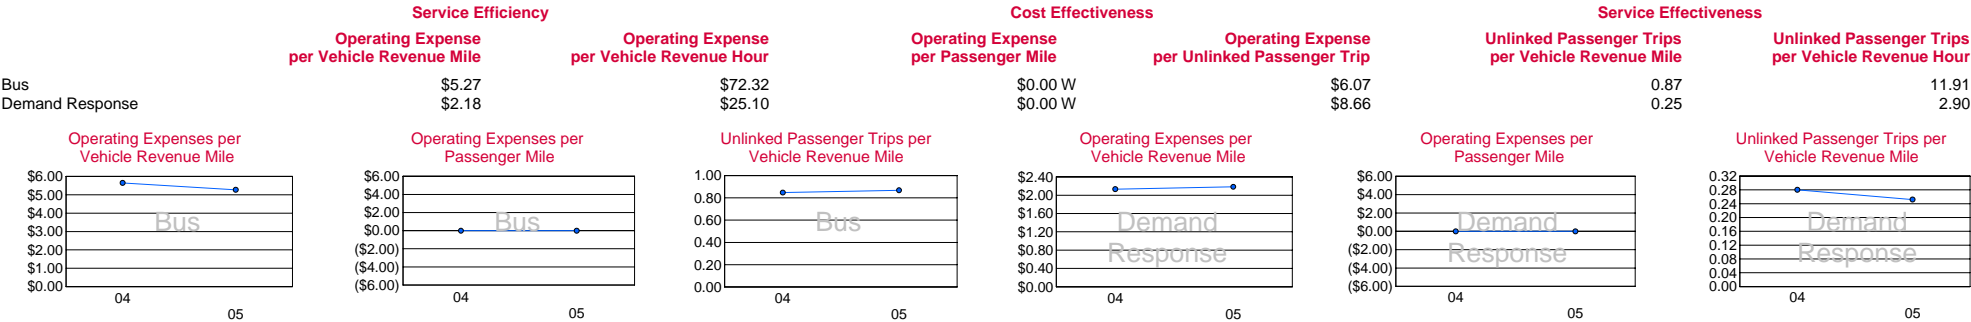 Service Efficiency Cost Effectiveness Service Effectiveness
Operating Expense Operating Expense Operating Expense Operating Expense Unlinked Passenger Trips Unlinked Passenger Trips
per Vehicle Revenue Mile per Vehicle Revenue Hour per Passenger Mile per Unlinked Passenger Trip per Vehicle Revenue Mile per Vehicle Revenue Hour
Bus $5.27 $72.32 $0.00 W $6.07 0.87 11.91
Demand Response $2.18 $25.10 $0.00 W $8.66 0.25 2.90
Operating Expenses per
Vehicle Revenue Mile
$6.00
$5.00
$4.00
$3.00
$2.00
$1.00
$0.00
Bus
04
05
Operating Expenses per
Passenger Mile
$6.00
$4.00
$2.00
$0.00
($2.00)
($4.00)
($6.00)
Bus
04
05
Unlinked Passenger Trips per
Vehicle Revenue Mile
1.00
0.80
0.60
0.40
0.20
0.00
Bus
04
05
Operating Expenses per
Vehicle Revenue Mile
$2.40
$2.00
$1.60
$1.20
$0.80
$0.40
$0.00
Demand
Response
04
05
Operating Expenses per
Passenger Mile
$6.00
$4.00
$2.00
$0.00
($2.00)
($4.00)
($6.00)
Demand
Response
04
05
Unlinked Passenger Trips per
Vehicle Revenue Mile
0.32
0.28
0.24
0.20
0.16
0.12
0.08
0.04
0.00
Demand
Response
04
05